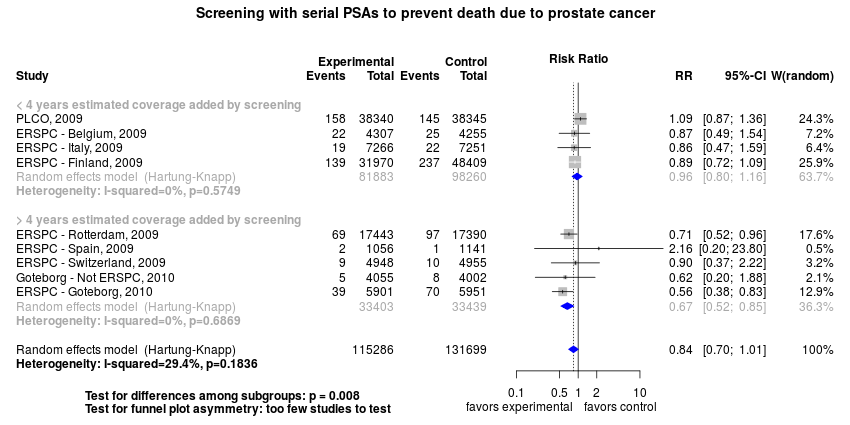 Screening with serial PSAs to prevent death due to prostate cancer
Experimental Control Risk Ratio
Study Events Total Events Total RR 95%-CI W(random)
< 4 years estimated coverage added by screening
PLCO, 2009 158 38340 145 38345 1.09 [0.87; 1.36] 24.3%
ERSPC - Belgium, 2009 22 4307 25 4255 0.87 [0.49; 1.54] 7.2%
ERSPC - Italy, 2009 19 7266 22 7251 0.86 [0.47; 1.59] 6.4%
ERSPC - Finland, 2009 139 31970 237 48409 0.89 [0.72; 1.09] 25.9%
Random effects model (Hartung-Knapp) 81883 98260 0.96 [0.80; 1.16] 63.7%
Heterogeneity: I-squared=0%, p=0.5749
> 4 years estimated coverage added by screening
ERSPC - Rotterdam, 2009 69 17443 97 17390 0.71 [0.52; 0.96] 17.6%
ERSPC - Spain, 2009 2 1056 1 1141 2.16 [0.20; 23.80] 0.5%
ERSPC - Switzerland, 2009 9 4948 10 4955 0.90 [0.37; 2.22] 3.2%
Goteborg - Not ERSPC, 2010 5 4055 8 4002 0.62 [0.20; 1.88] 2.1%
ERSPC - Goteborg, 2010 39 5901 70 5951 0.56 [0.38; 0.83] 12.9%
Random effects model (Hartung-Knapp) 33403 33439 0.67 [0.52; 0.85] 36.3%
Heterogeneity: I-squared=0%, p=0.6869
Random effects model (Hartung-Knapp) 115286 131699 0.84 [0.70; 1.01] 100%
Heterogeneity: I-squared=29.4%, p=0.1836
0.1 0.5 1 2 10
Test for differences among subgroups: p = 0.008
favors experimental favors control
Test for funnel plot asymmetry: too few studies to test